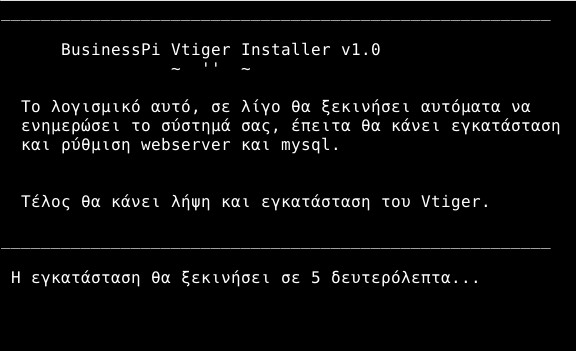 BusinessPi Vtiger Installer v1.0
~ '' ~
Το λογισμικό αυτό, σε λίγο θα ξεκινήσει αυτόματα να
ενημερώσει το σύστημά σας, έπειτα θα κάνει εγκατάσταση
και ρύθμιση webserver και mysql.
Τέλος θα κάνει λήψη και εγκατάσταση του Vtiger.
Η εγκατάσταση θα ξεκινήσει σε 5 δευτερόλεπτα...